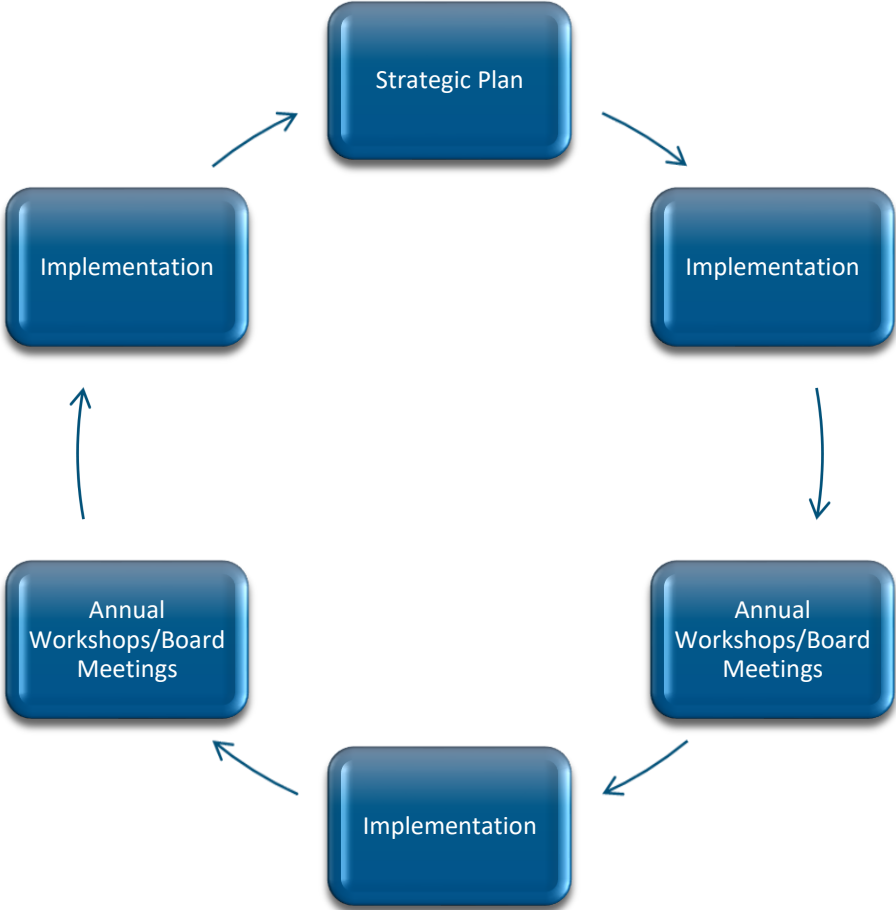 Strategic Plan
Implementation
Implementation
Annual
Workshops/Board
Meetings
Annual
Workshops/Board
Meetings
Implementation